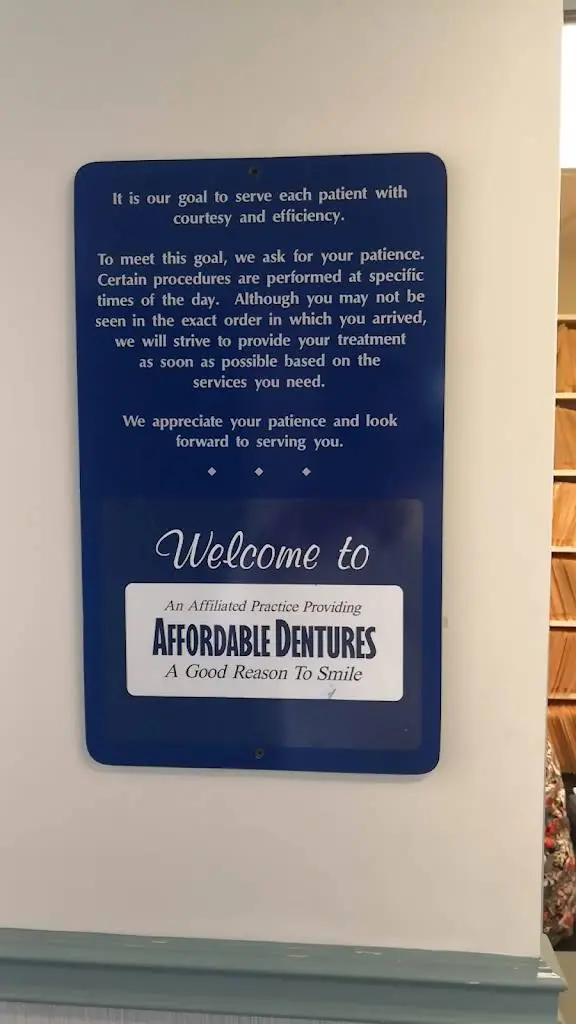 It is our goal to serve each patient with
courtesy and efficiency.
To meet this goal, we ask for your patience.
Certain procedures are performed at specific
times of the day. Although you may not be
seen in the exact order in which you arrived,
we will strive to provide your treatment
as soon as possible based on the
services you need.
We appreciate your patience and look
forward to serving you.
Welcome to
An Affiliated Practice Providing
AFFORDABLE DENTURES
A Good Reason To Smile